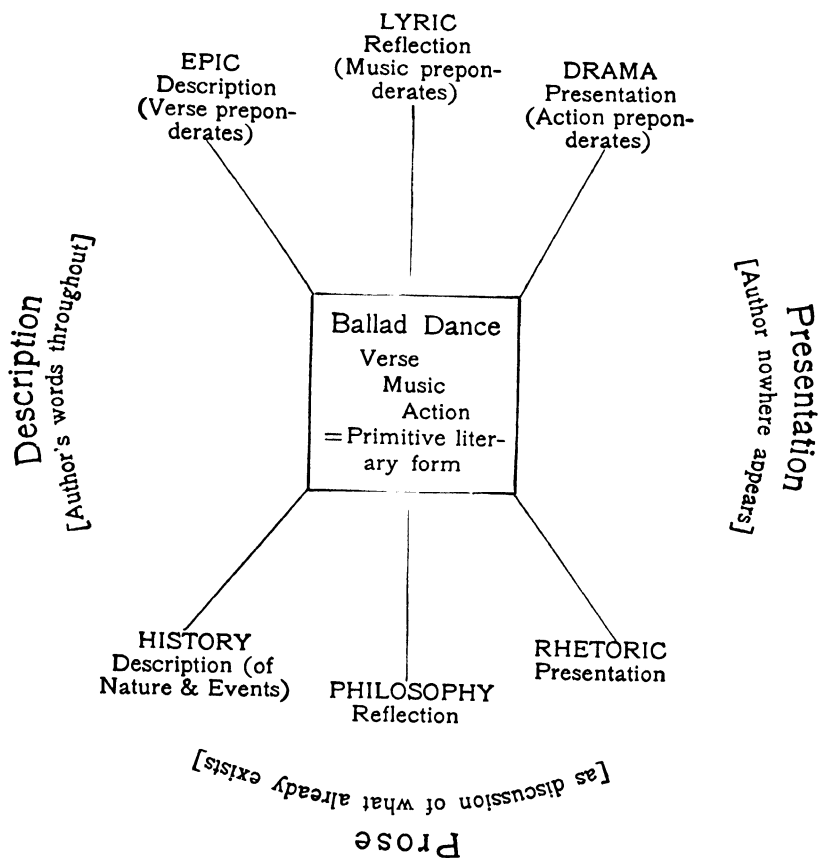 LYRIC
Reflection
(Music prepon-
derates)
EPIC
Description
(Verse prepon-
derates)
DRAMA
Presentation
(Action prepon-
derates)
Description
[Author's words throughout]
Ballad Dance
Verse
Music
Action
=Primitive liter-
ary form
Presentation
[Author nowhere appears]
HISTORY
Description (of
Nature & Events)
PHILOSOPHY
Reflection
RHETORIC
Presentation
[as discussion of what already exists]
Prose